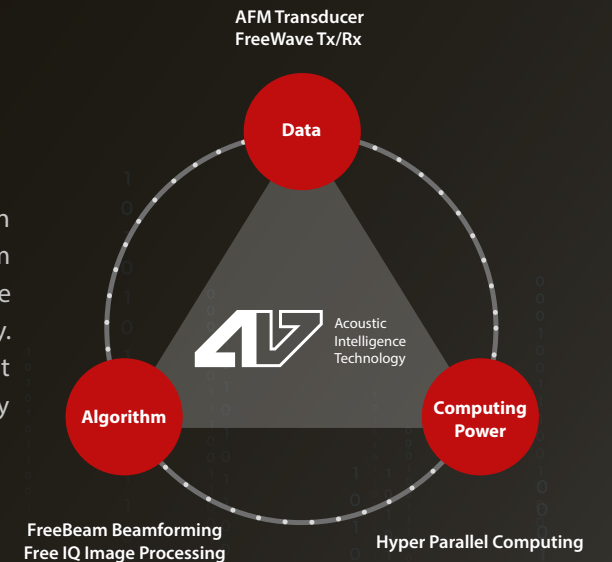 AFM Transducer
FreeWave Tx/Rx
Data
Acoustic
Intelligence
Technology
Algorithm
Computing
Power
FreeBeam Beamforming
Free IQ Image Processing
Hyper Parallel Computing